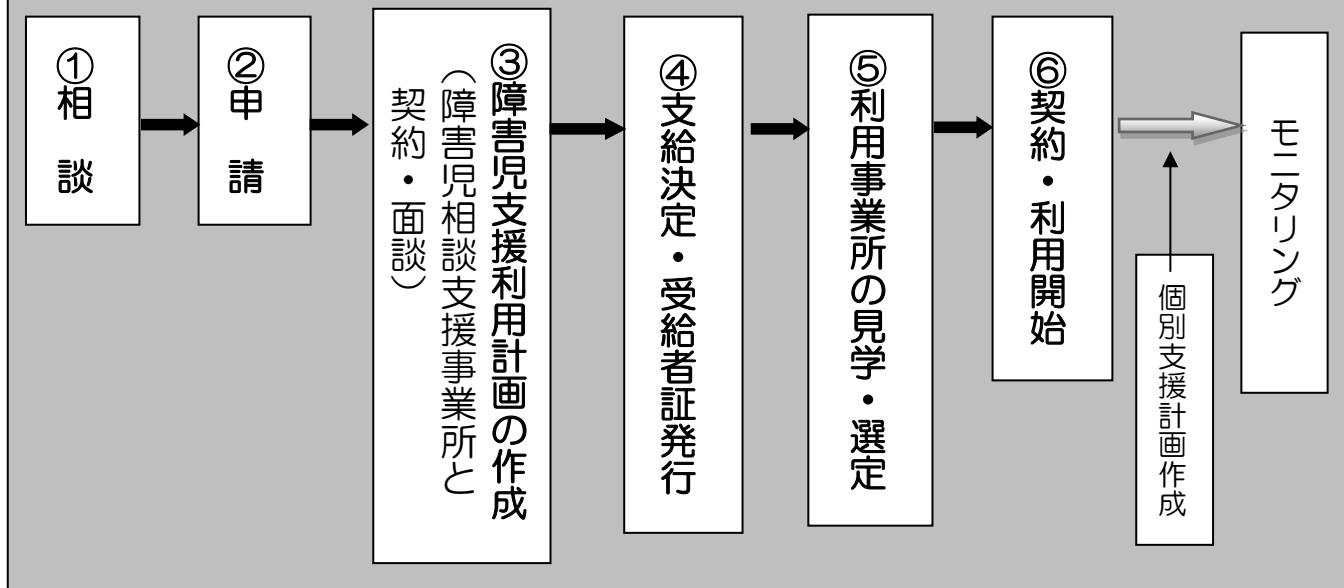 ①相　談
②申　請
③障害児支援利用計画の作成
（障害児相談支援事業所と
契約・面談）
④支給決定・受給者証発行
⑤利用事業所の見学・選定
⑥契約・利用開始
個別支援計画作成
モニタリング